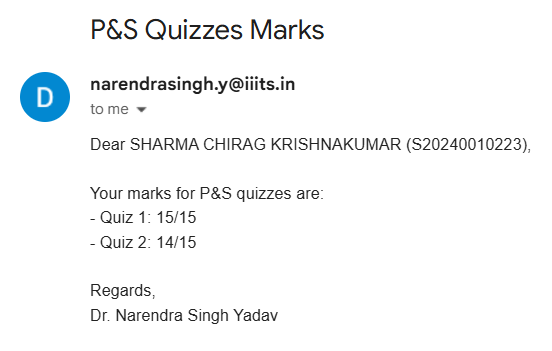 P&S Quizzes Marks
D
narendrasingh.y@iiits.in
to me
Dear SHARMA CHIRAG KRISHNAKUMAR (S20240010223),
Your marks for P&S quizzes are:
- Quiz 1: 15/15
- Quiz 2: 14/15
Regards,
Dr. Narendra Singh Yadav